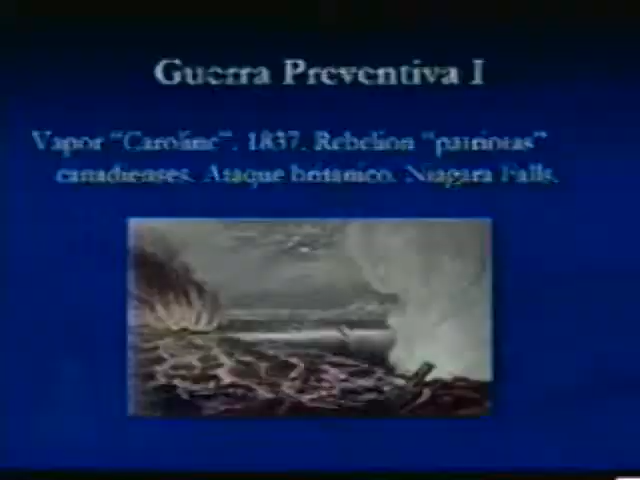 Guerra Preventiva I
Vapor "Caroline". 1837. Rebelion "patriotas"
canadienses. Ataque britanico. Niagara Falls.